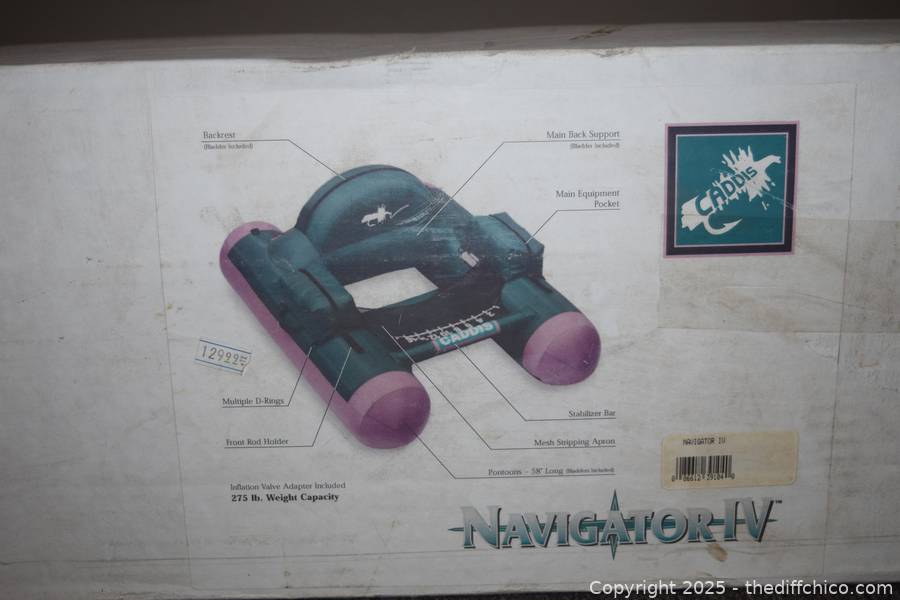 Backrest
(Bladder Included)
Main Back Support
(Bladder Included)
Main Equipment
Pocket
CADDIS
CADDIS
Multiple D-Rings
Front Rod Holder
Stabilizer Bar
Mesh Stripping Apron
Pontoons - 58" Long (Bladders Included)
Inflation Valve Adapter Included
275 lb. Weight Capacity
NAVIGATOR IV
NAVIGATOR IV™
Copyright 2025 - thediffchico.com